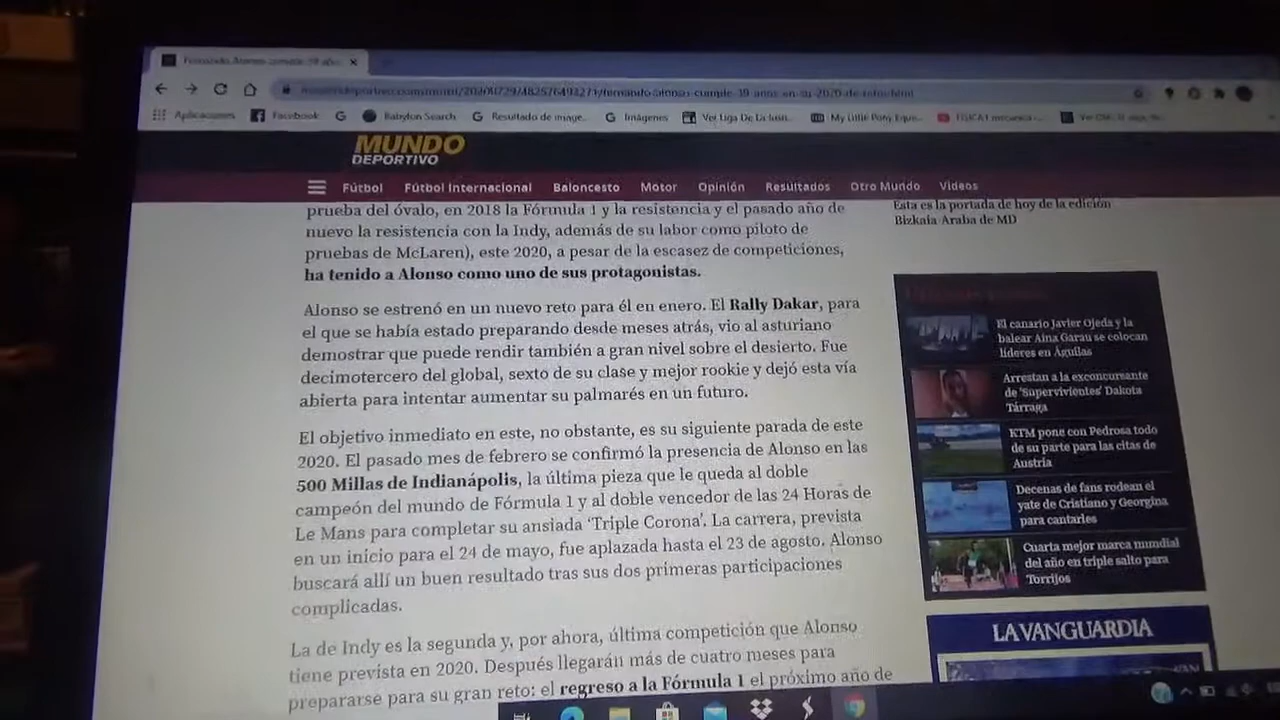 Fernando Alonso cumple 39 años
Aplicaciones Facebook G Babylon Search Resultado de image... Imágenes My Little Pony Eque...
MUNDO
DEPORTIVO
Fútbol Fútbol Internacional Baloncesto Motor Opinión Resultados Otro Mundo Videos
prueba del óvalo, en 2018 la Fórmula 1 y la resistencia y el pasado año de
nuevo la resistencia con la Indy, además de su labor como piloto de
pruebas de McLaren), este 2020, a pesar de la escasez de competiciones,
ha tenido a Alonso como uno de sus protagonistas.
Alonso se estrenó en un nuevo reto para él en enero. El Rally Dakar, para
el que se había estado preparando desde meses atrás, vio al asturiano
demostrar que puede rendir también a gran nivel sobre el desierto. Fue
decimotercero del global, sexto de su clase y mejor rookie y dejó esta vía
abierta para intentar aumentar su palmarés en un futuro.
El objetivo inmediato en este, no obstante, es su siguiente parada de este
2020. El pasado mes de febrero se confirmó la presencia de Alonso en las
500 Millas de Indianápolis, la última pieza que le queda al doble
campeón del mundo de Fórmula 1 y al doble vencedor de las 24 Horas de
Le Mans para completar su ansiada ‘Triple Corona’. La carrera, prevista
en un inicio para el 24 de mayo, fue aplazada hasta el 23 de agosto. Alonso
buscará allí un buen resultado tras sus dos primeras participaciones
complicadas.
La de Indy es la segunda y, por ahora, última competición que Alonso
tiene prevista en 2020. Después llegarán más de cuatro meses para
prepararse para su gran reto: el regreso a la Fórmula 1 el próximo año de
Esta es la portada de hoy de la edición
Bizkaia-Araba de MD
El canario Javier Ojeda y la
balear Aina Garau se colocan
líderes en Águilas
Arrestan a la exconcursante
de 'Supervivientes' Dakota
Tárraga
KTM pone con Pedrosa todo
de su parte para las citas de
Austria
Decenas de fans rodean el
yate de Cristiano y Georgina
para cantarles
Cuarta mejor marca mundial
del año en triple salto para
Torrijos
LA VANGUARDIA